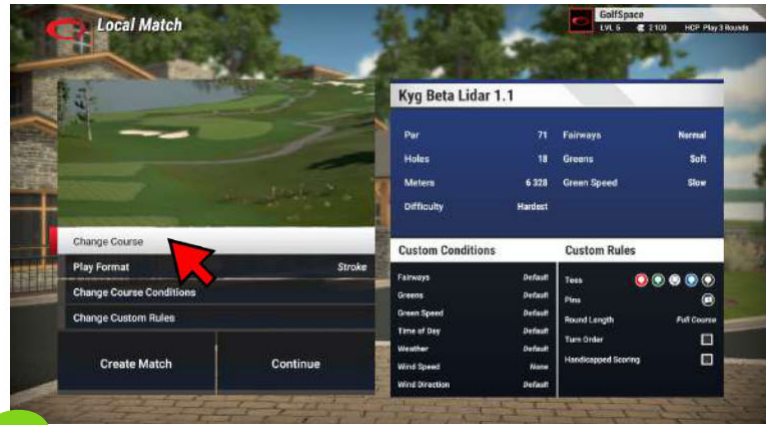 Local Match
GolfSpace
LVL 5 2 100 HCP Play 3 Rounds
Kyg Beta Lidar 1.1
Par 71 Fairways Normal
Holes 18 Greens Soft
Meters 6 328 Green Speed Slow
Difficulty Hardest
Change Course
Play Format Stroke
Change Course Conditions
Change Custom Rules
Create Match Continue
Custom Conditions Custom Rules
Fairways Default
Greens Default
Green Speed Default
Time of Day Default
Weather Default
Wind Speed None
Wind Direction Default
Tees
Pins
Round Length Full Course
Turn Order
Handicapped Scoring